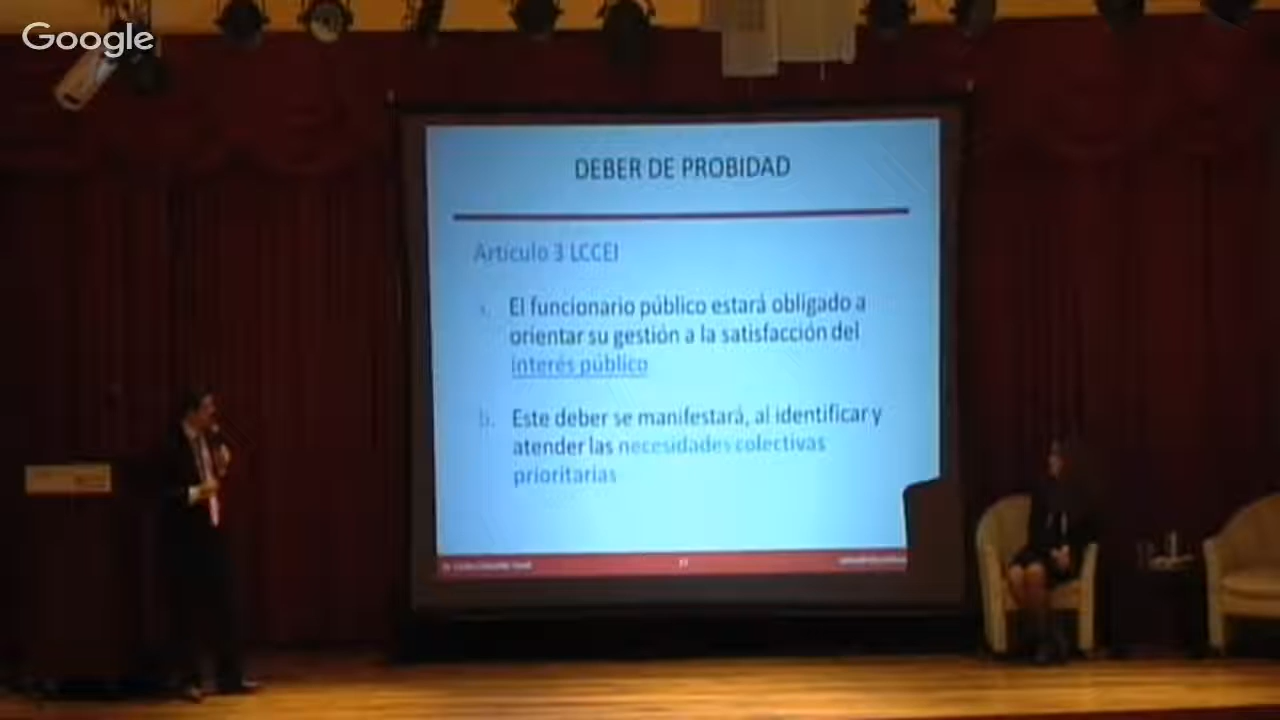 Google
DEBER DE PROBIDAD
Artículo 3 LCCEI
a. El funcionario público estará obligado a
orientar su gestión a la satisfacción del
interés público
b. Este deber se manifestará, al identificar y
atender las necesidades colectivas
prioritarias